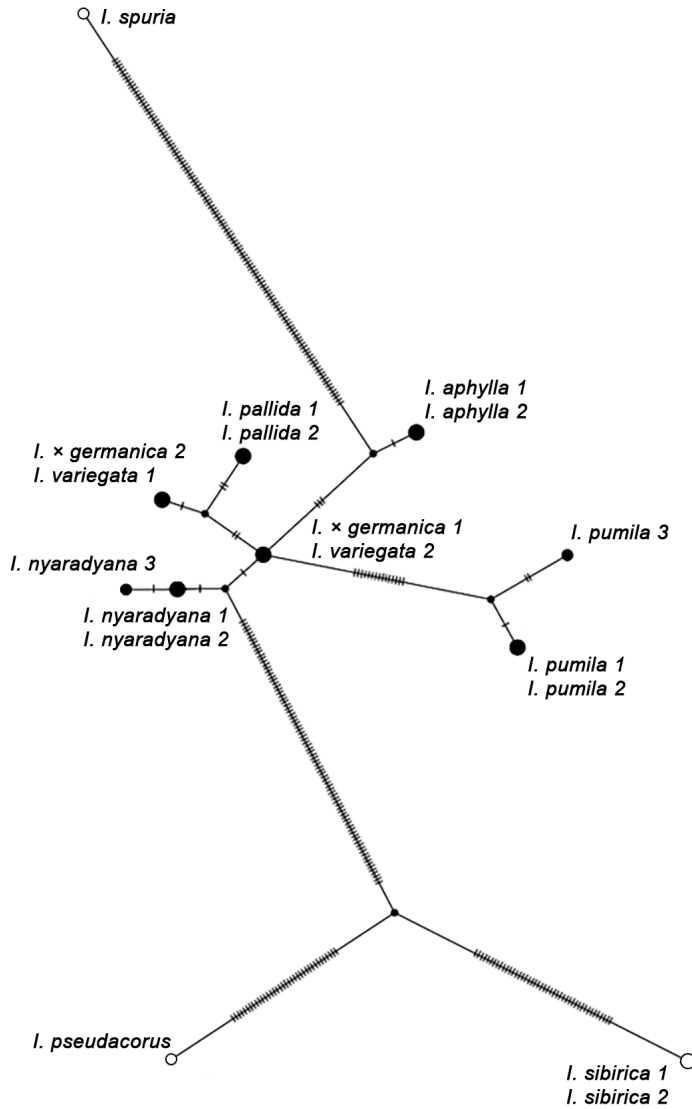 I. spuria
I. aphylla 1
I. aphylla 2
I. pallida 1
I. pallida 2
I. × germanica 2
I. variegata 1
I. × germanica 1
I. variegata 2
I. pumila 3
I. nyaradyana 3
I. nyaradyana 1
I. nyaradyana 2
I. pumila 1
I. pumila 2
I. pseudacorus
I. sibirica 1
I. sibirica 2